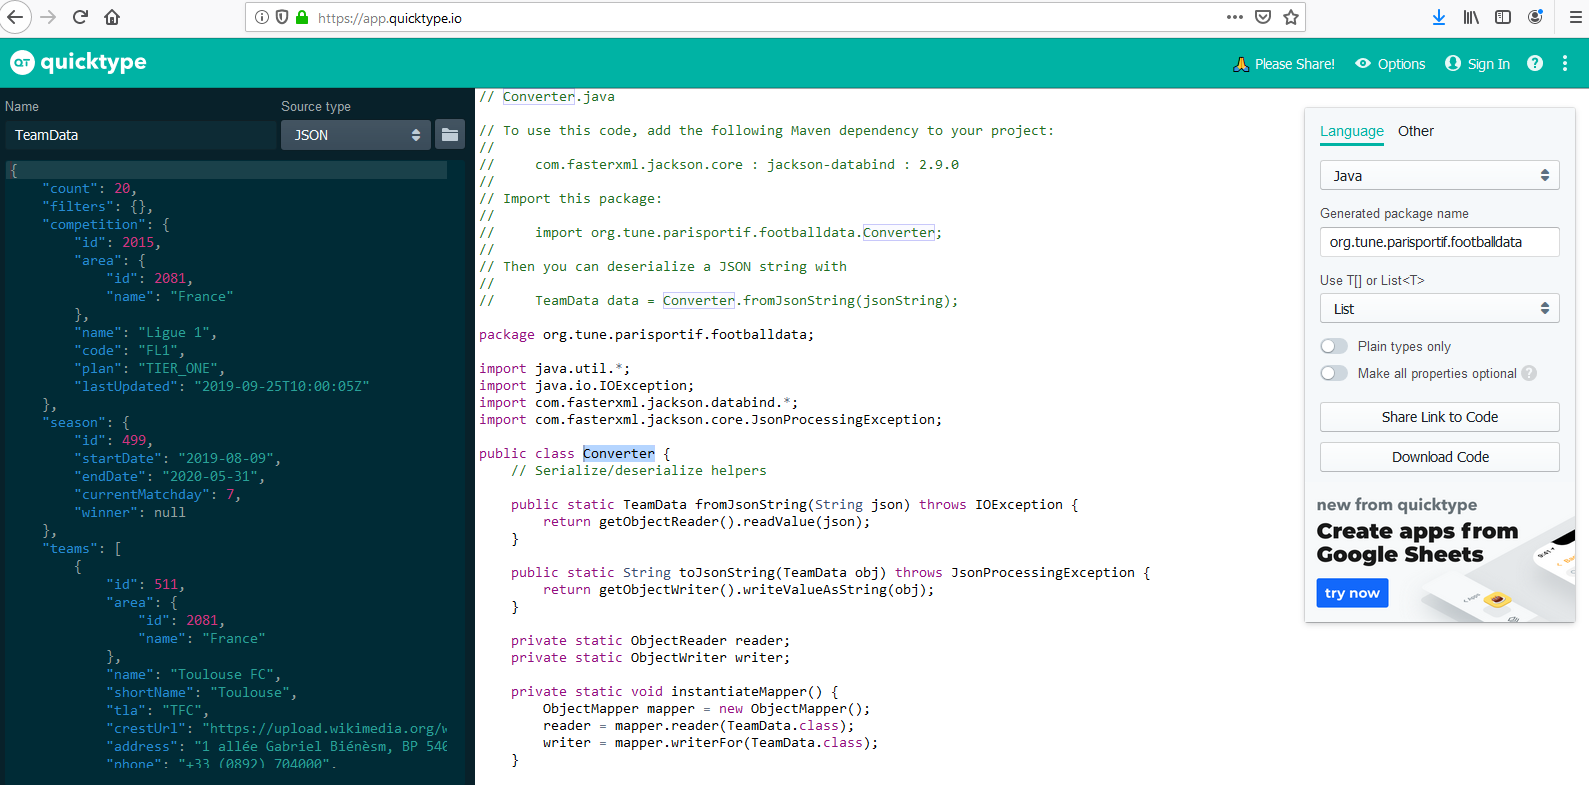 https://app.quicktype.io
QT quicktype
Please Share!
Options
Sign In
?
Name
Source type
TeamData
JSON
{
"count": 20,
"filters": {},
"competition": {
"id": 2015,
"area": {
"id": 2081,
"name": "France"
},
"name": "Ligue 1",
"code": "FL1",
"plan": "TIER_ONE",
"lastUpdated": "2019-09-25T10:00:05Z"
},
"season": {
"id": 499,
"startDate": "2019-08-09",
"endDate": "2020-05-31",
"currentMatchday": 7,
"winner": null
},
"teams": [
{
"id": 511,
"area": {
"id": 2081,
"name": "France"
},
"name": "Toulouse FC",
"shortName": "Toulouse",
"tla": "TFC",
"crestUrl": "https://upload.wikimedia.org/w
"address": "1 allée Gabriel Biénèsm, BP 540
"phone": "+33 (0892) 704000",
// Converter.java
// To use this code, add the following Maven dependency to your project:
//
// com.fasterxml.jackson.core : jackson-databind : 2.9.0
//
// Import this package:
//
// import org.tune.parisportif.footballdata.Converter;
//
// Then you can deserialize a JSON string with
//
// TeamData data = Converter.fromJsonString(jsonString);
package org.tune.parisportif.footballdata;
import java.util.*;
import java.io.IOException;
import com.fasterxml.jackson.databind.*;
import com.fasterxml.jackson.core.JsonProcessingException;
public class Converter {
// Serialize/deserialize helpers
public static TeamData fromJsonString(String json) throws IOException {
return getObjectReader().readValue(json);
}
public static String toJsonString(TeamData obj) throws JsonProcessingException {
return getObjectWriter().writeValueAsString(obj);
}
private static ObjectReader reader;
private static ObjectWriter writer;
private static void instantiateMapper() {
ObjectMapper mapper = new ObjectMapper();
reader = mapper.reader(TeamData.class);
writer = mapper.writerFor(TeamData.class);
}
Language
Other
Java
Generated package name
org.tune.parisportif.footballdata
Use T[] or List<T>
List
Plain types only
Make all properties optional ?
Share Link to Code
Download Code
new from quicktype
Create apps from
Google Sheets
try now
9:41
Apps